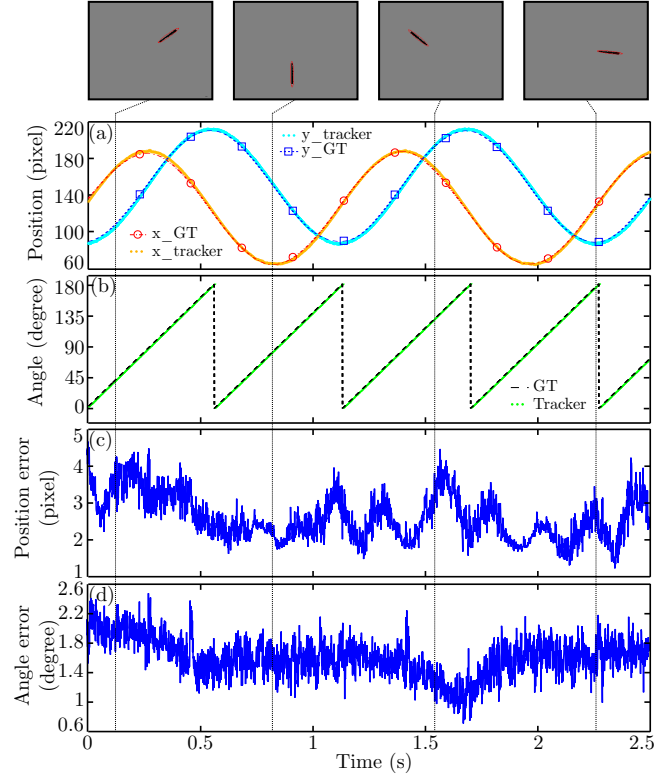 (a)
y_tracker
y_GT
x_GT
x_tracker
Position (pixel)
220
180
140
100
60
(b)
GT
Tracker
Angle (degree)
180
135
90
45
0
(c)
Position error
(pixel)
5
4
3
2
1
(d)
Angle error
(degree)
2.6
2.2
1.8
1.4
1
0.6
0 0.5 1 1.5 2 2.5
Time (s)